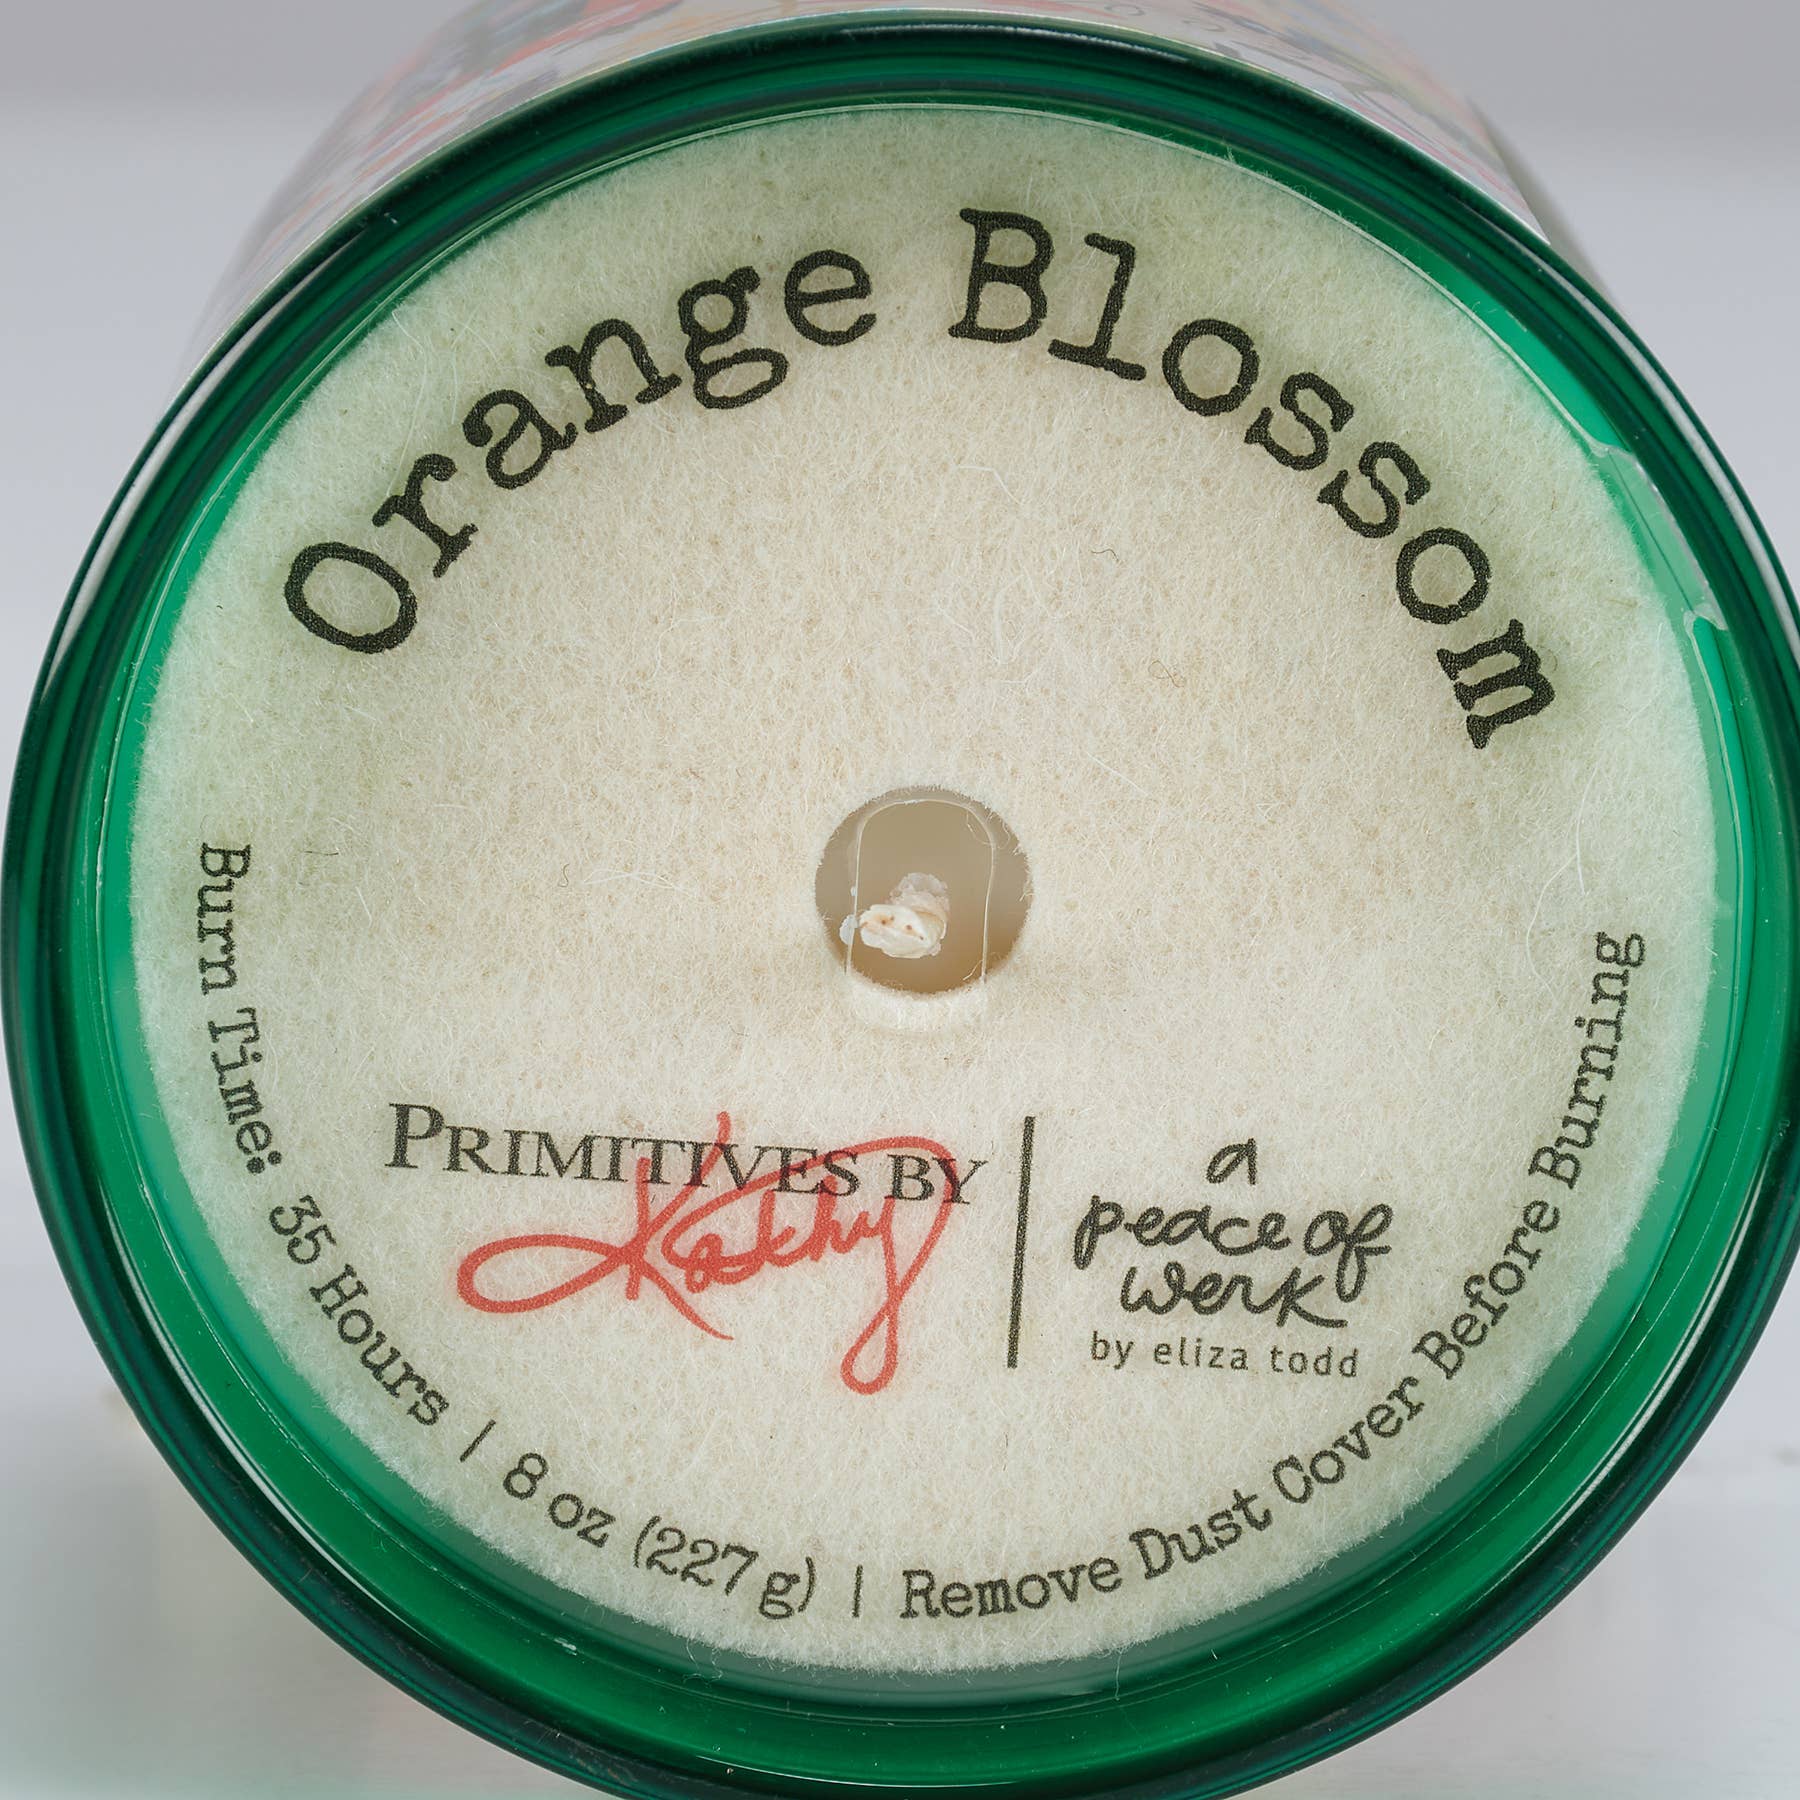 Orange Blossom
PRIMITIVES BY
Kathy
a
peace of
werk
by eliza todd
Burn Time: 35 Hours | 8 oz (227 g) | Remove Dust Cover Before Burning